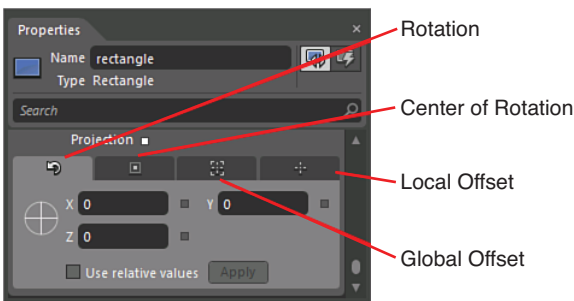 Properties
Rotation
Name rectangle
Type Rectangle
Search
Center of Rotation
Projection
Local Offset
X 0 Y 0
Z 0
Global Offset
Use relative values Apply